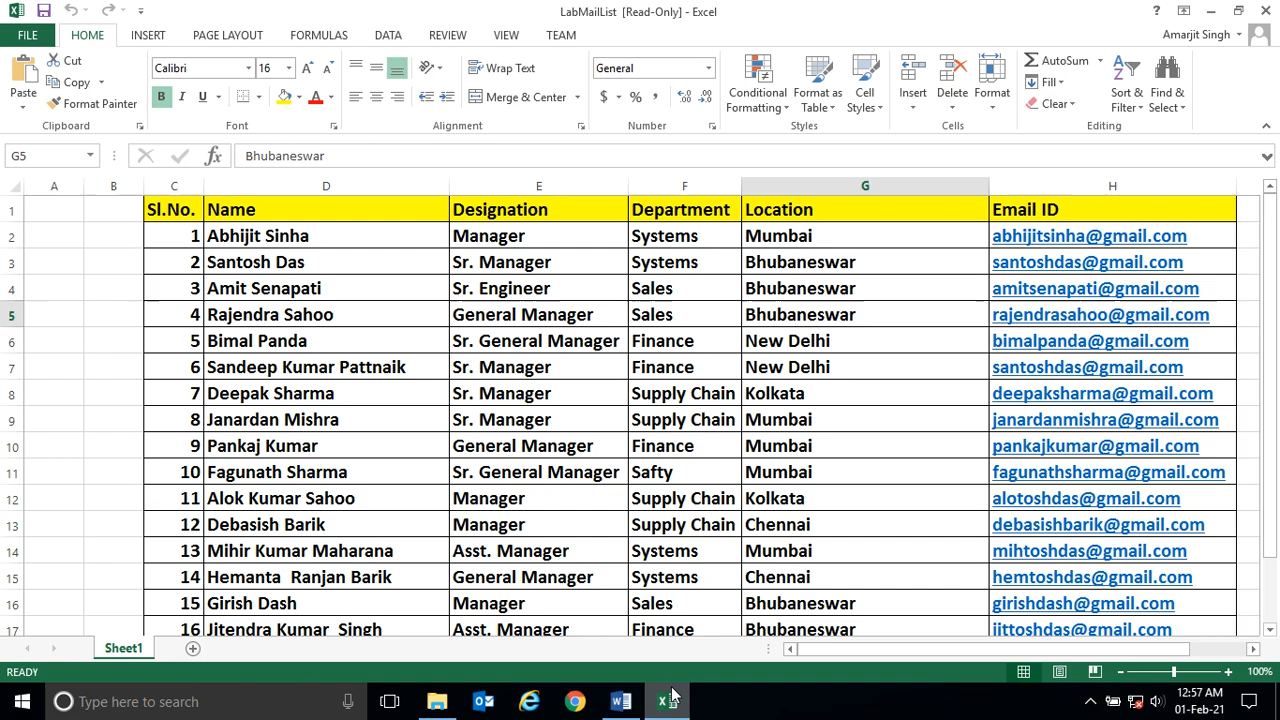 LabMailList [Read-Only] - Excel
FILE HOME INSERT PAGE LAYOUT FORMULAS DATA REVIEW VIEW TEAM Amarjit Singh
Paste Cut Copy Format Painter Clipboard
Calibri 16 B I U A Font
Wrap Text Merge & Center Alignment
General $ % , Number
Conditional Formatting Format as Table Cell Styles Styles
Insert Delete Format Cells
AutoSum Fill Clear Sort & Filter Find & Select Editing
G5 fx Bhubaneswar
A B C D E F G H
1 Sl.No. Name Designation Department Location Email ID
2 1 Abhijit Sinha Manager Systems Mumbai abhijitsinha@gmail.com
3 2 Santosh Das Sr. Manager Systems Bhubaneswar santoshdas@gmail.com
4 3 Amit Senapati Sr. Engineer Sales Bhubaneswar amitsenapati@gmail.com
5 4 Rajendra Sahoo General Manager Sales Bhubaneswar rajendrasahoo@gmail.com
6 5 Bimal Panda Sr. General Manager Finance New Delhi bimalpanda@gmail.com
7 6 Sandeep Kumar Pattnaik Sr. Manager Finance New Delhi santoshdas@gmail.com
8 7 Deepak Sharma Sr. Manager Supply Chain Kolkata deepaksharma@gmail.com
9 8 Janardan Mishra Sr. Manager Supply Chain Mumbai janardanmishra@gmail.com
10 9 Pankaj Kumar General Manager Finance Mumbai pankajkumar@gmail.com
11 10 Fagunath Sharma Sr. General Manager Safty Mumbai fagunathsharma@gmail.com
12 11 Alok Kumar Sahoo Manager Supply Chain Kolkata alotoshdas@gmail.com
13 12 Debasish Barik Manager Supply Chain Chennai debasishbarik@gmail.com
14 13 Mihir Kumar Maharana Asst. Manager Systems Mumbai mihtoshdas@gmail.com
15 14 Hemanta Ranjan Barik General Manager Systems Chennai hemtoshdas@gmail.com
16 15 Girish Dash Manager Sales Bhubaneswar girishdash@gmail.com
17 16 Jitendra Kumar Singh Asst. Manager Finance Bhubaneswar jittoshdas@gmail.com
Sheet1
READY 100%
Type here to search 12:57 AM
01-Feb-21